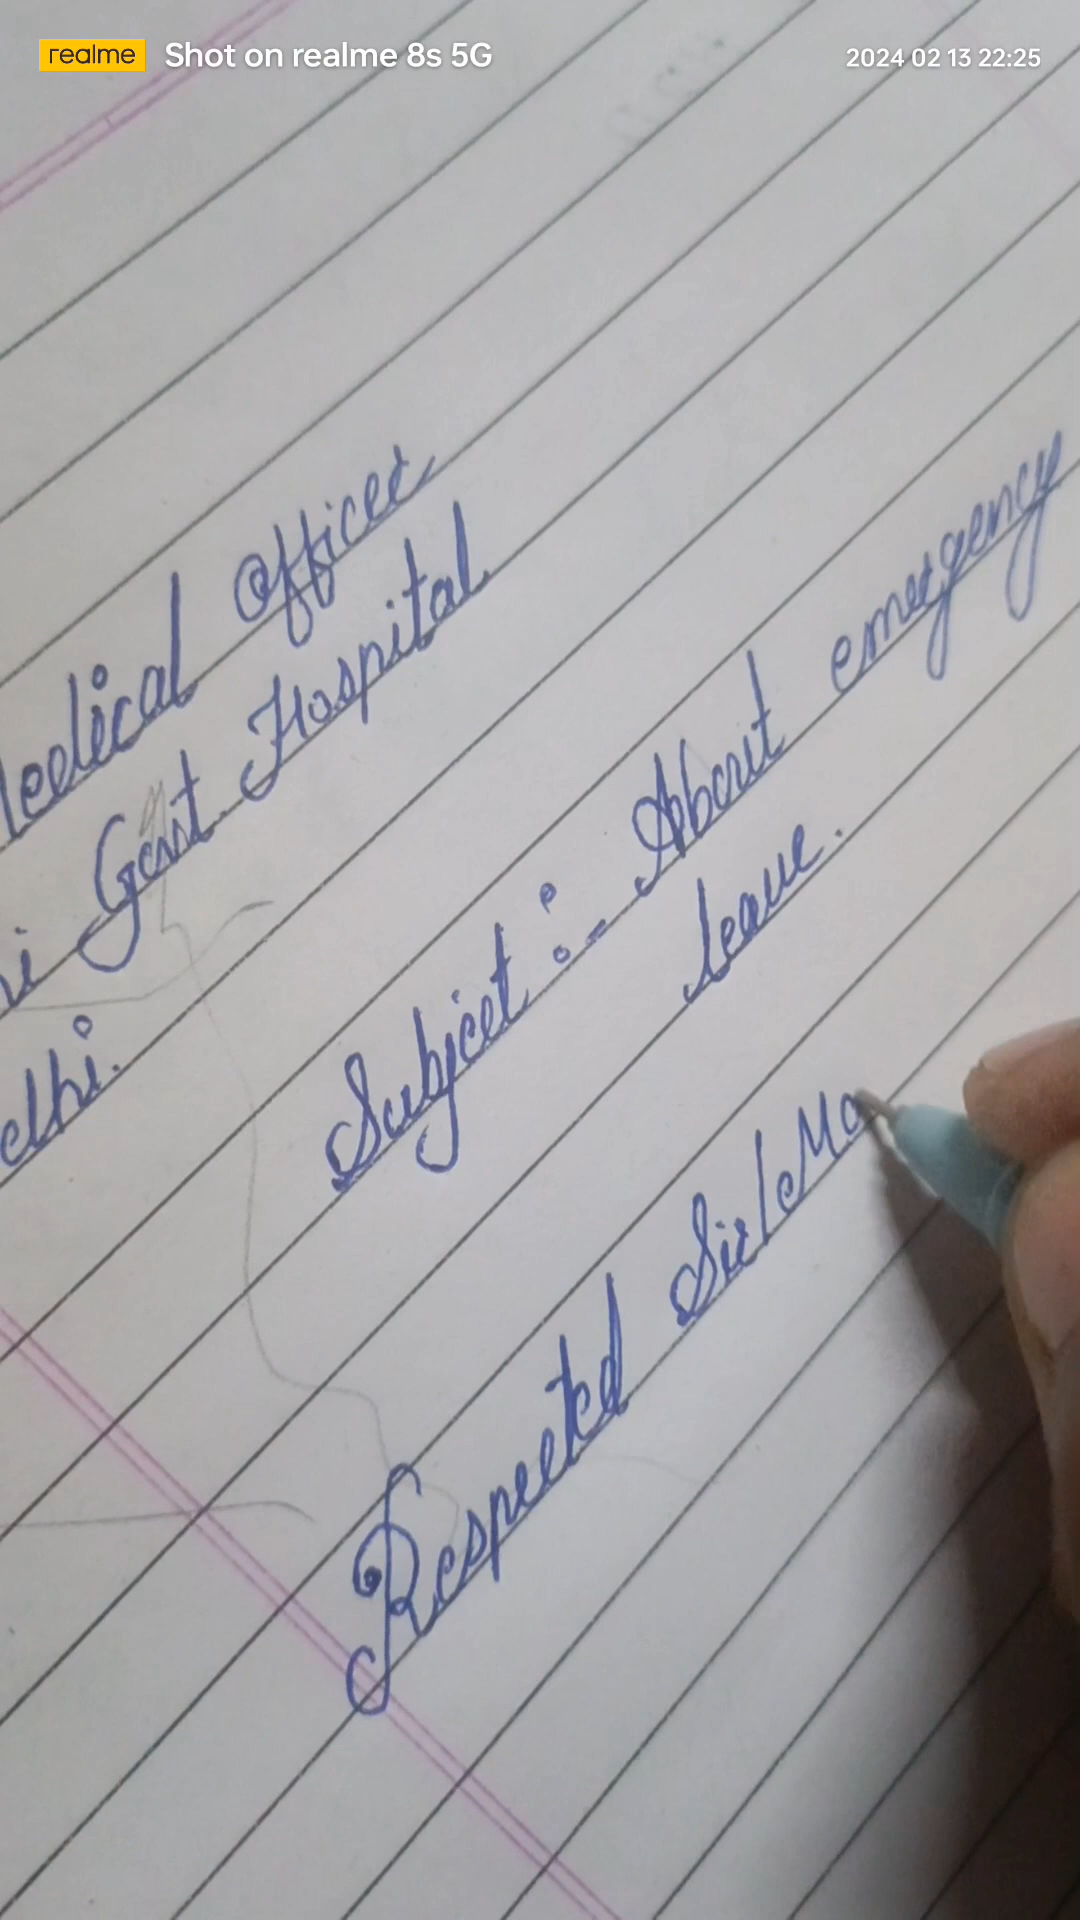 realme Shot on realme 8s 5G
2024 02 13 22:25
Medical officer
Govt Hospital
Subject :- About emergency
leave.
Respected Sir/Ma